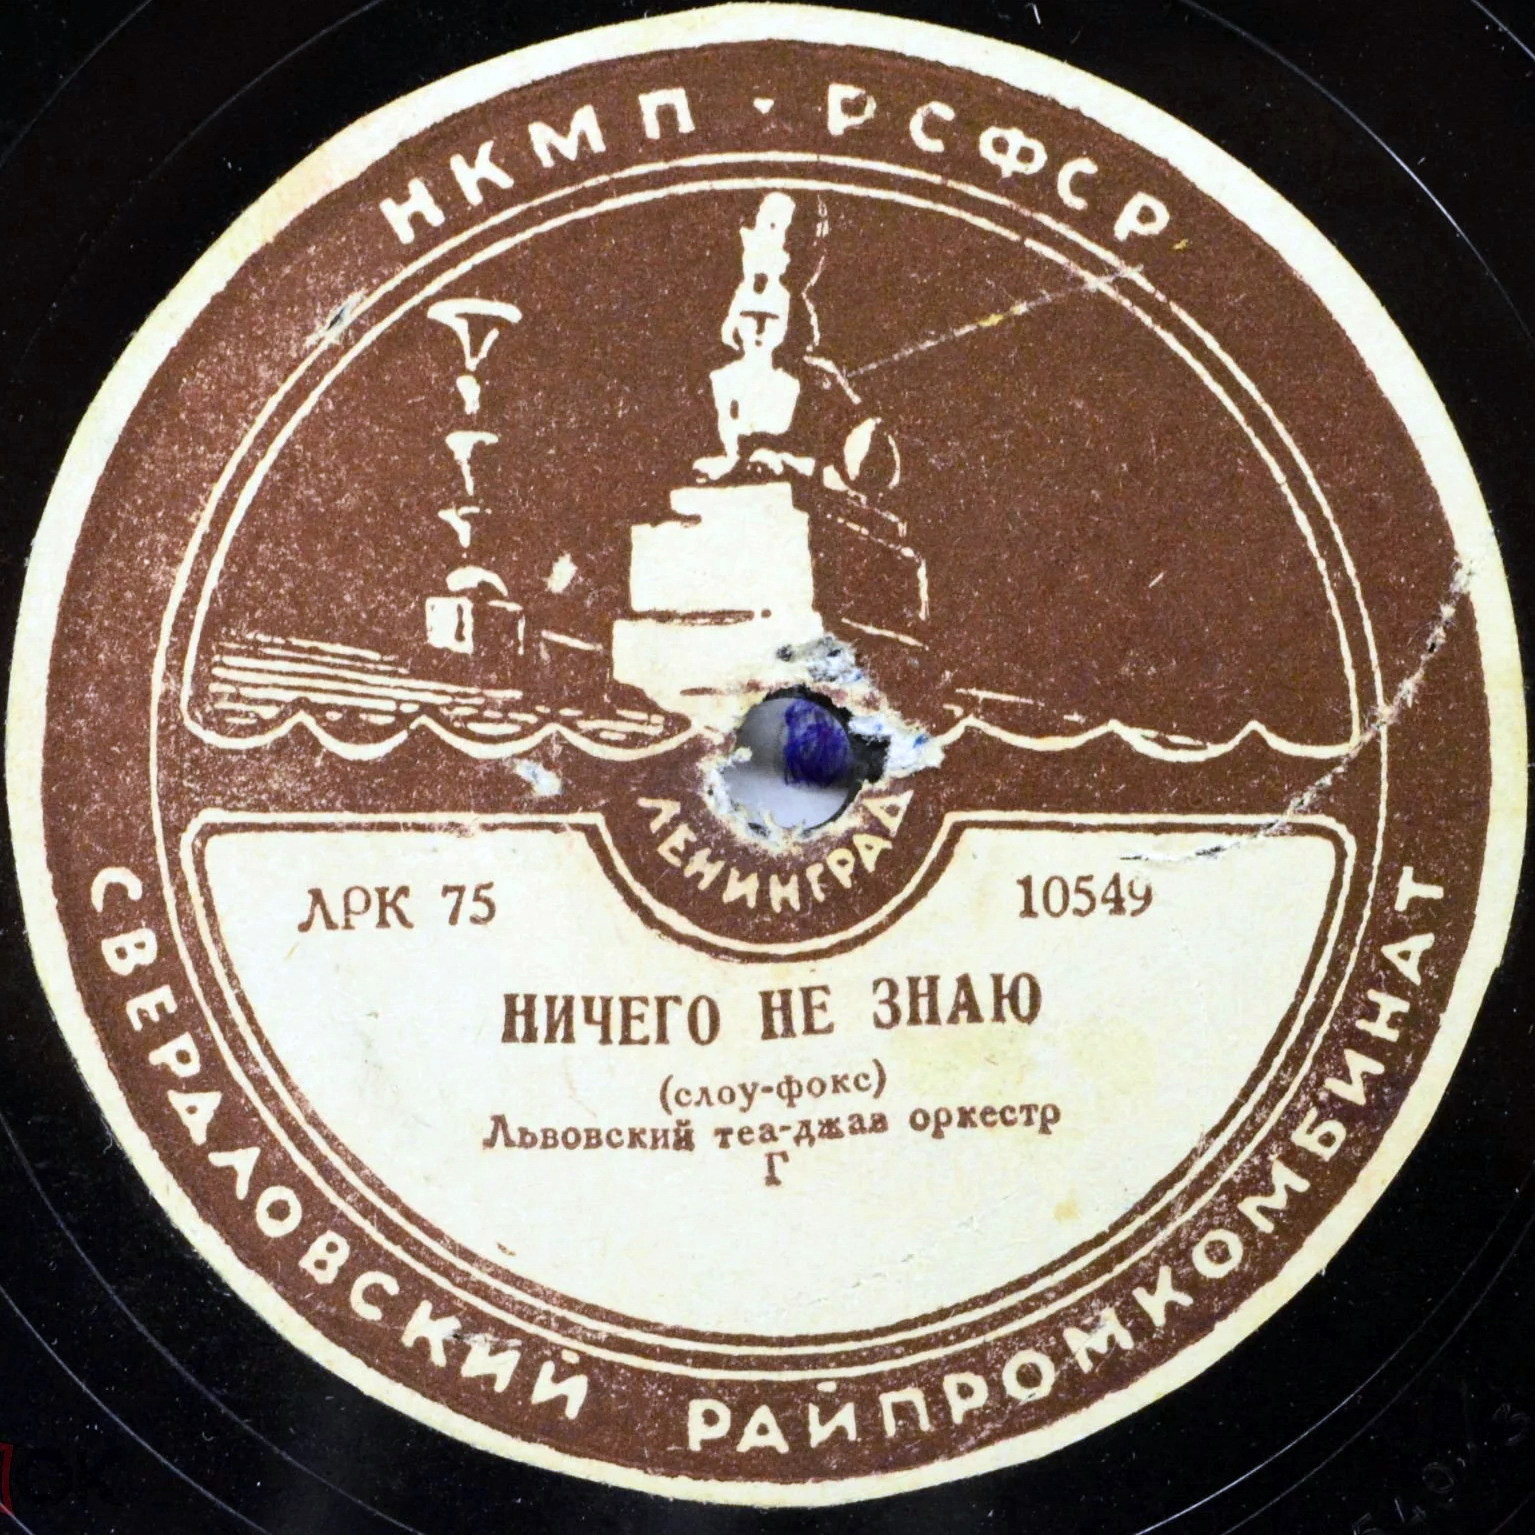 НКМП · РСФСР
ЛЕНИНГРАД
ЛРК 75
10549
НИЧЕГО НЕ ЗНАЮ
(слоу-фокс)
Львовский теа-джаз оркестр
Г
СВЕРДЛОВСКИЙ РАЙПРОМКОМБИНАТ